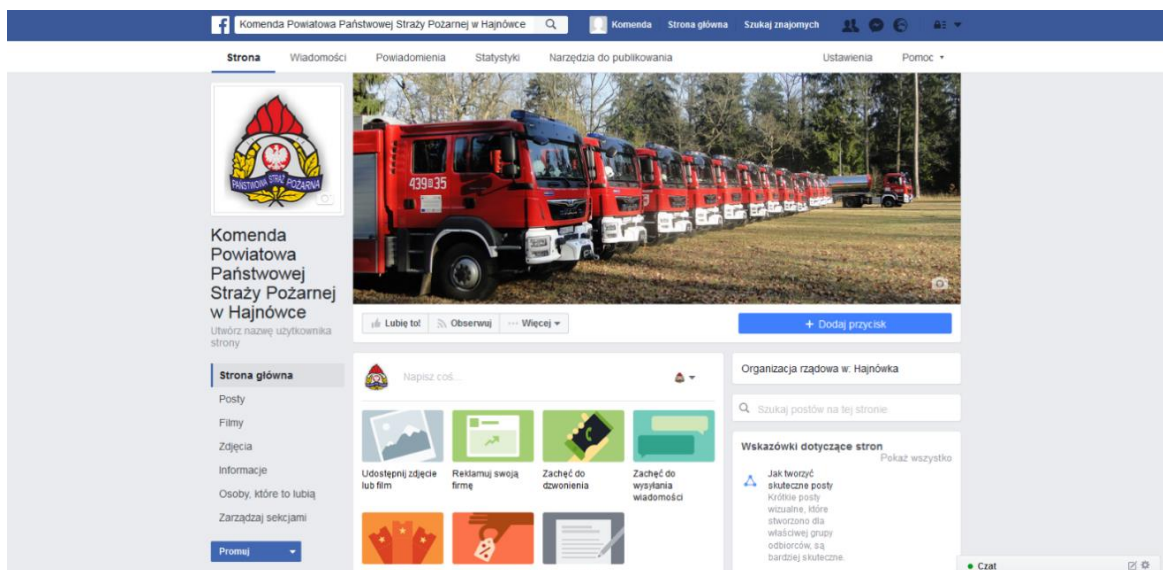 Komenda Powiatowa Państwowej Straży Pożarnej w Hajnówce
Komenda
Strona główna
Szukaj znajomych
Strona
Wiadomości
Powiadomienia
Statystyki
Narzędzia do publikowania
Ustawienia
Pomoc
PAŃSTWOWA STRAŻ POŻARNA
439 35
Komenda
Powiatowa
Państwowej
Straży Pożarnej
w Hajnówce
Utwórz nazwę użytkownika
strony
Lubię to!
Obserwuj
Więcej
+ Dodaj przycisk
Strona główna
Posty
Filmy
Zdjęcia
Informacje
Osoby, które to lubią
Zarządzaj sekcjami
Promuj
Napisz coś...
Udostępnij zdjęcie
lub film
Reklamuj swoją
firmę
Zachęć do
dzwonienia
Zachęć do
wysyłania
wiadomości
Organizacja rządowa w: Hajnówka
Szukaj postów na tej stronie
Wskazówki dotyczące stron
Pokaż wszystko
Jak tworzyć
skuteczne posty
Krótkie posty
wizualne, które
stworzono dla
właściwej grupy
odbiorców, są
bardziej skuteczne.
Czat